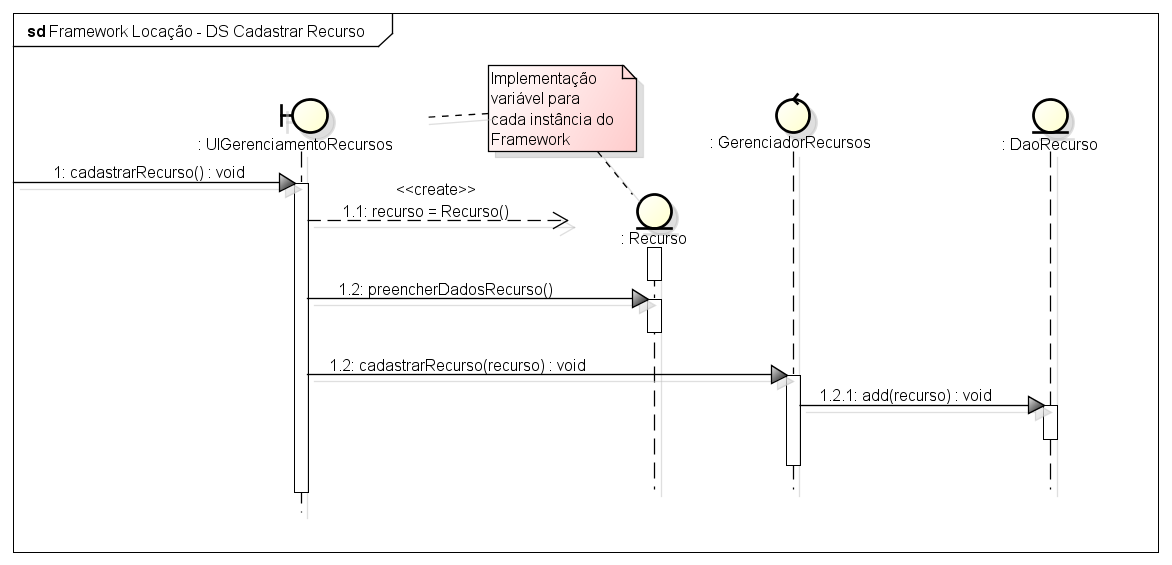 sd Framework Locação - DS Cadastrar Recurso
Implementação
variável para
cada instância do
Framework
: UIGerenciamentoRecursos
: GerenciadorRecursos
: DaoRecurso
1: cadastrarRecurso() : void
<<create>>
1.1: recurso = Recurso()
: Recurso
1.2: preencherDadosRecurso()
1.2: cadastrarRecurso(recurso) : void
1.2.1: add(recurso) : void